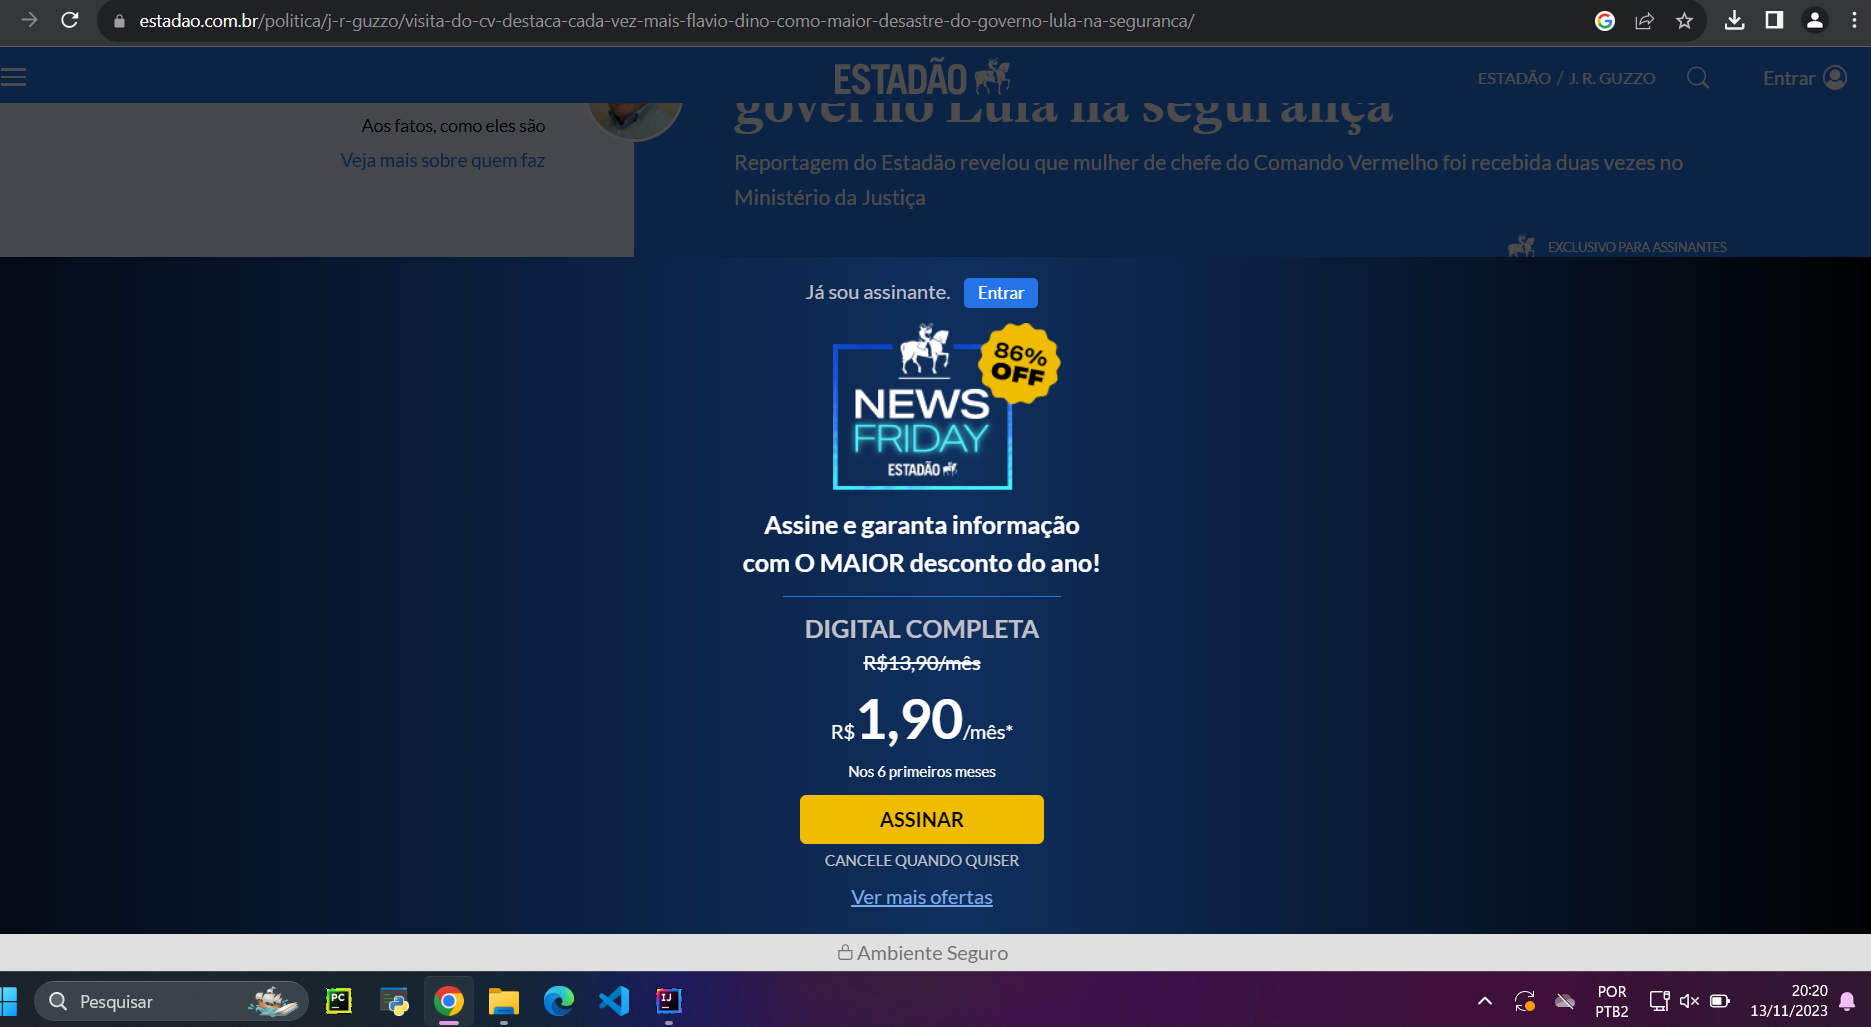 estadao.com.br/politica/j-r-guzzo/visita-do-cv-destaca-cada-vez-mais-flavio-dino-como-maior-desastre-do-governo-lula-na-seguranca/
ESTADÃO
ESTADÃO / J. R. GUZZO
Entrar
Aos fatos, como eles são
Veja mais sobre quem faz
governo Lula na segurança
Reportagem do Estadão revelou que mulher de chefe do Comando Vermelho foi recebida duas vezes no
Ministério da Justiça
EXCLUSIVO PARA ASSINANTES
Já sou assinante.
Entrar
86%
OFF
NEWS
FRIDAY
ESTADÃO
Assine e garanta informação
com O MAIOR desconto do ano!
DIGITAL COMPLETA
R$13,90/mês
R$1,90/mês*
Nos 6 primeiros meses
ASSINAR
CANCELE QUANDO QUISER
Ver mais ofertas
Ambiente Seguro
Pesquisar
PC
IJ
POR
PTB2
20:20
13/11/2023